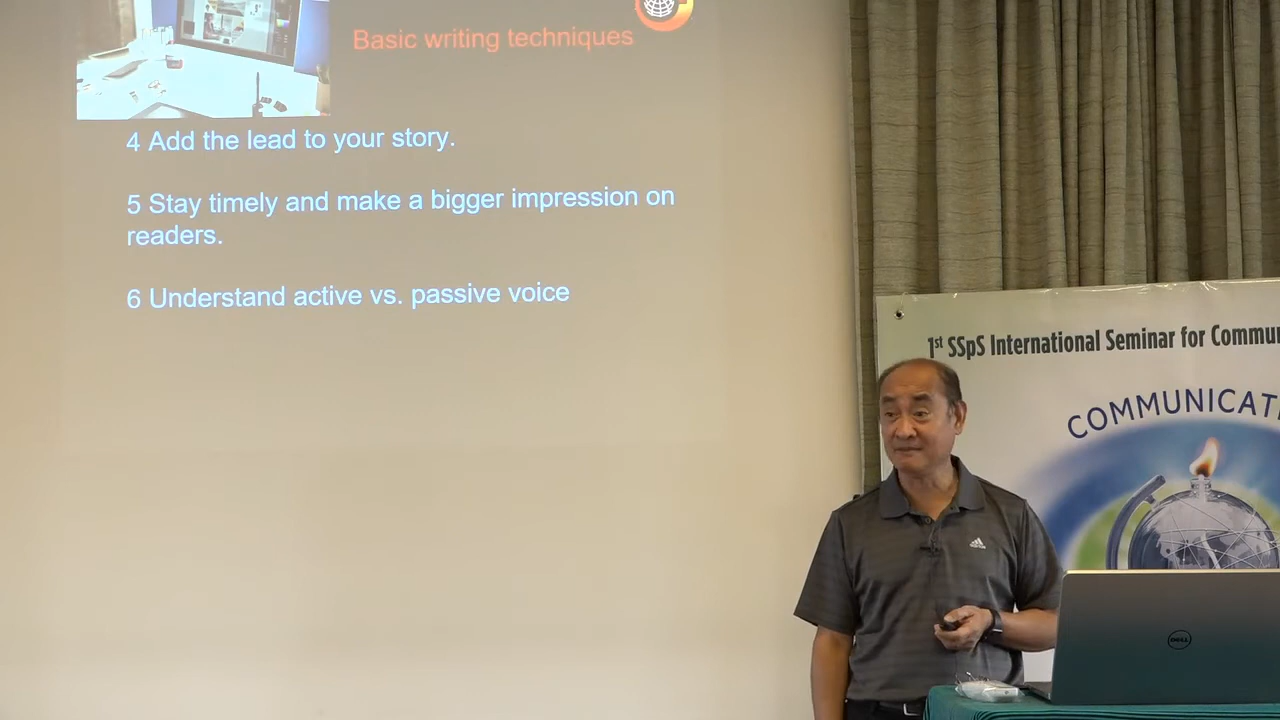 Basic writing techniques
4 Add the lead to your story.
5 Stay timely and make a bigger impression on
readers.
6 Understand active vs. passive voice
1st SSpS International Seminar for Commu
COMMUNICAT
DELL